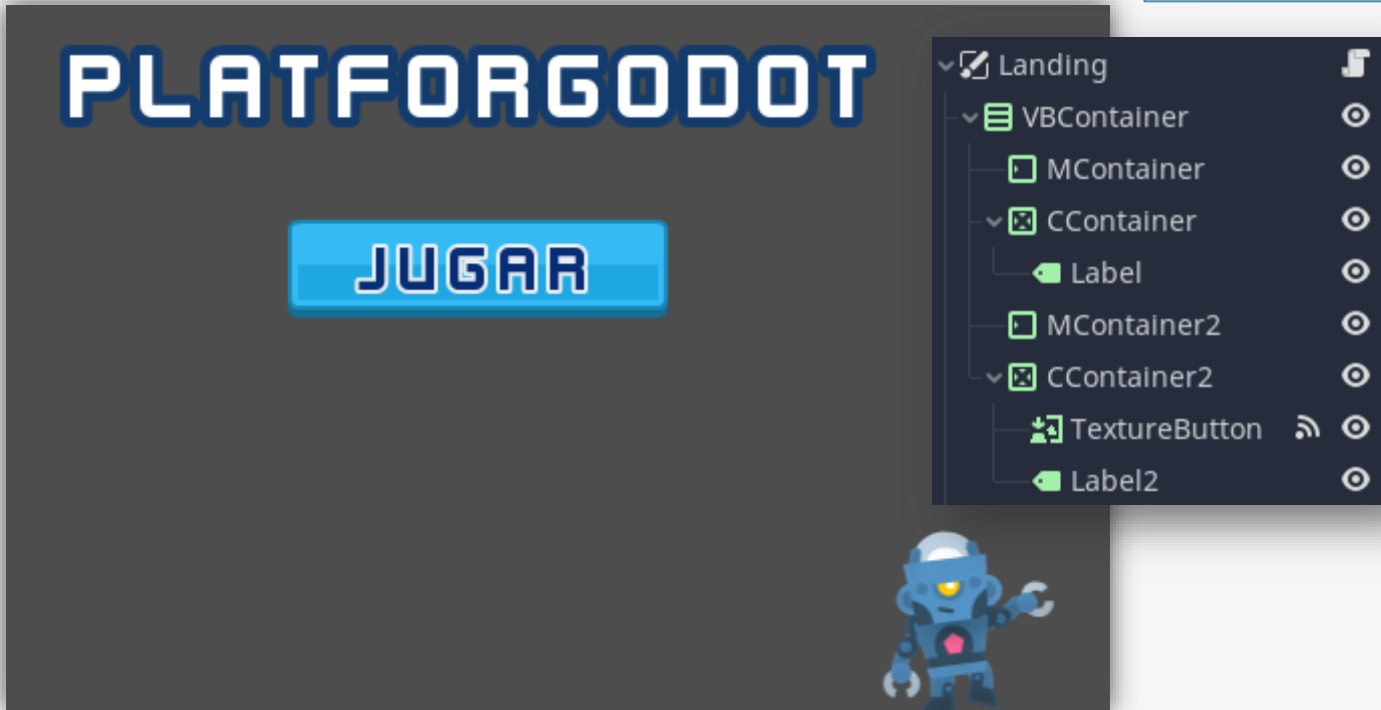 PLATFORGODOT
JUGAR
Landing
VBContainer
MContainer
CContainer
Label
MContainer2
CContainer2
TextureButton
Label2